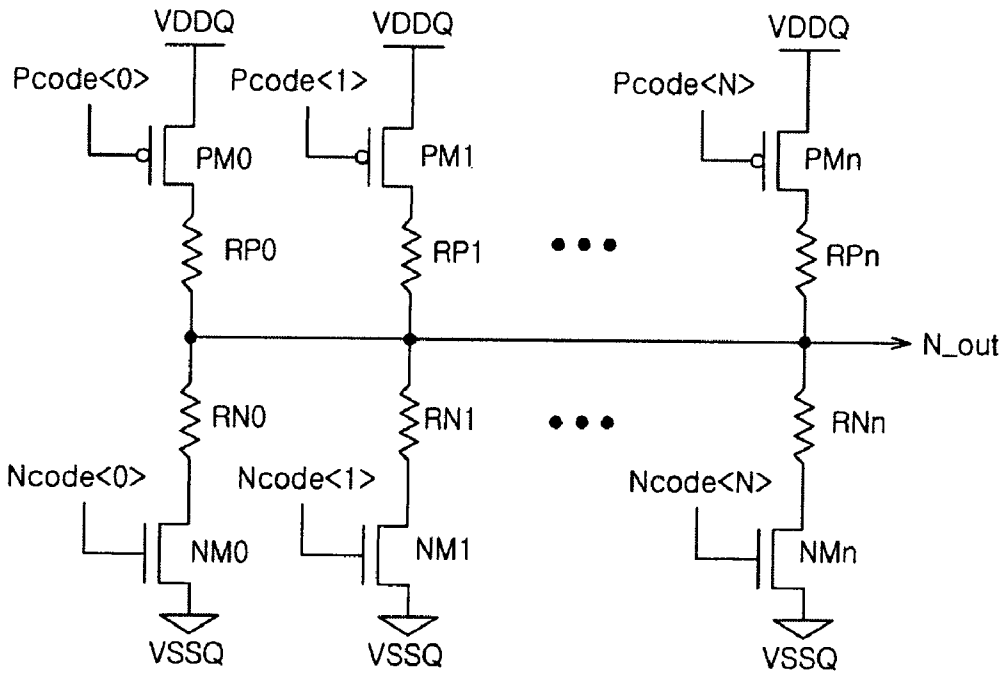 VDDQ VDDQ VDDQ
Pcode<0> Pcode<1> Pcode<N>
PM0 PM1 PMn
RP0 RP1 RPn
N_out
RN0 RN1 RNn
Ncode<0> Ncode<1> Ncode<N>
NM0 NM1 NMn
VSSQ VSSQ VSSQ